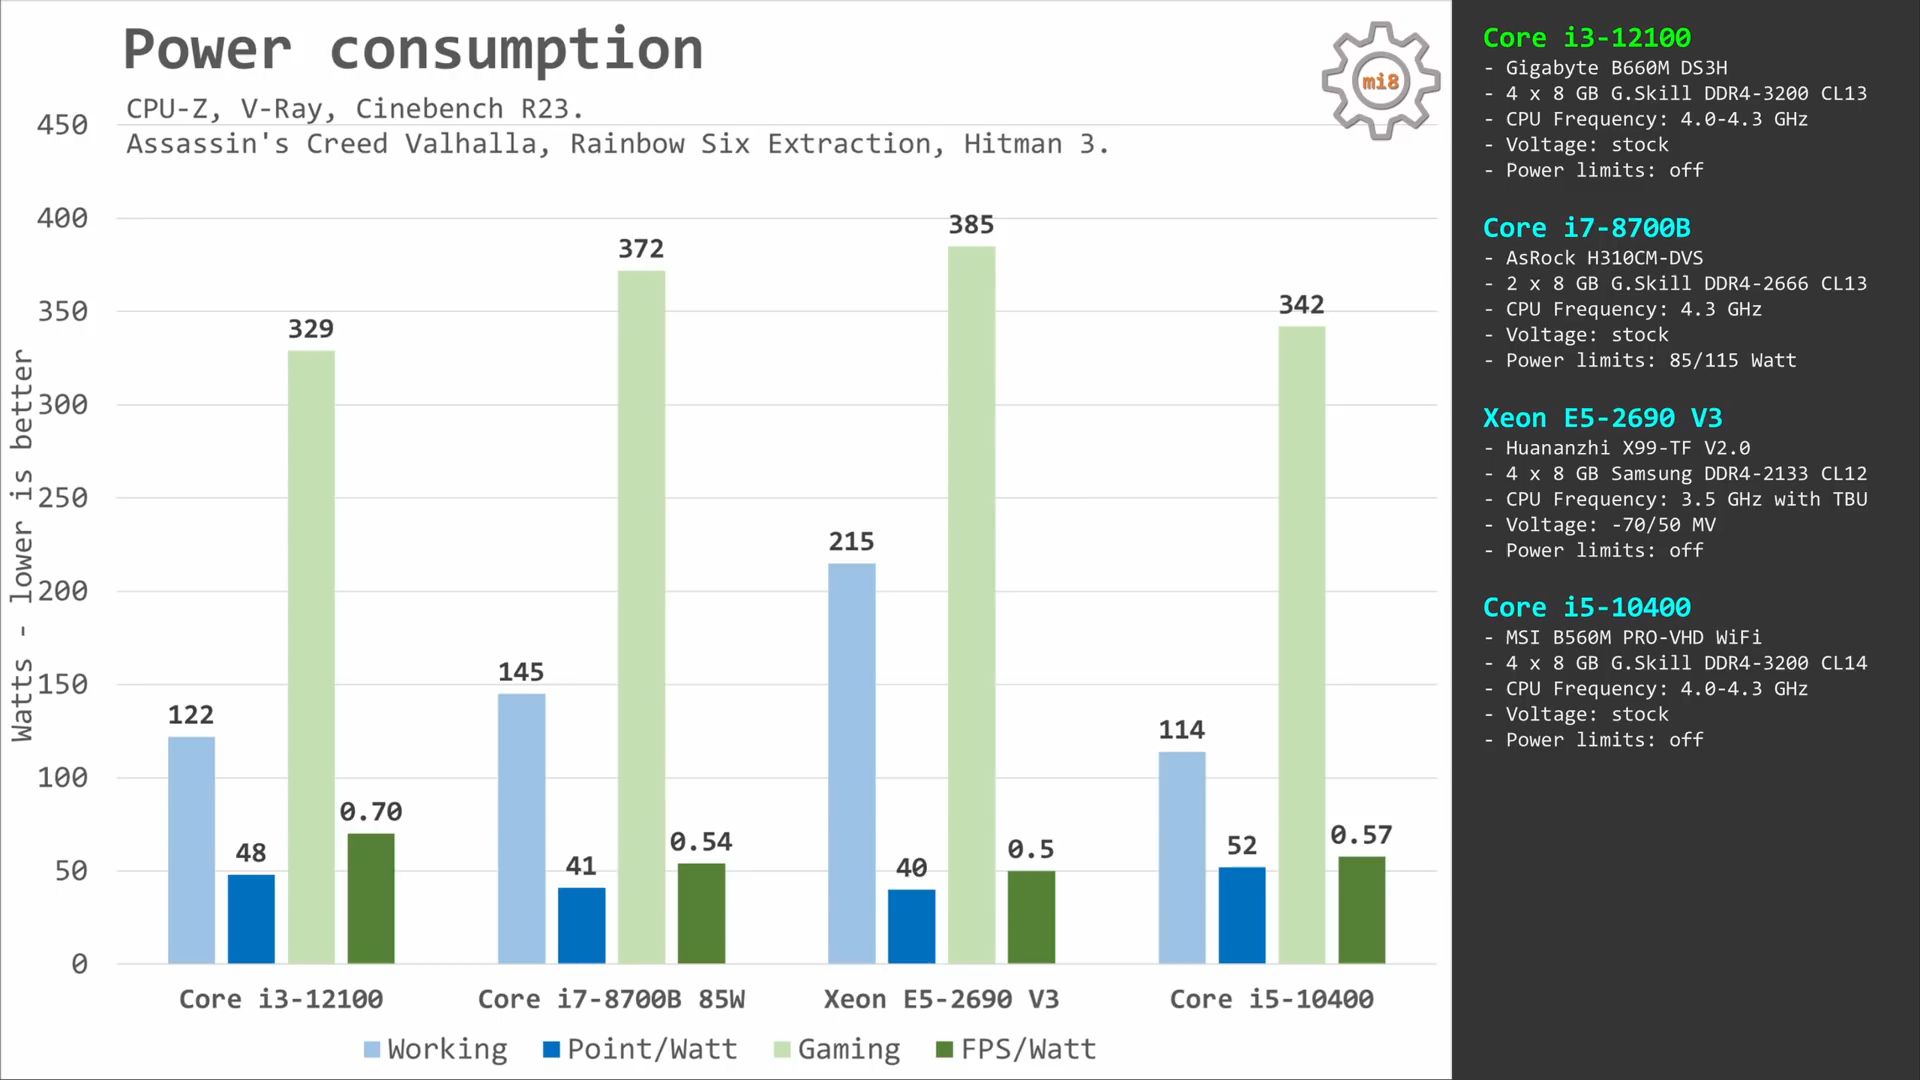 Power consumption
CPU-Z, V-Ray, Cinebench R23.
Assassin's Creed Valhalla, Rainbow Six Extraction, Hitman 3.
mi8
Watts - lower is better
450
400
350
300
250
200
150
100
50
0
122
48
329
0.70
145
41
372
0.54
215
40
385
0.5
114
52
342
0.57
Core i3-12100
Core i7-8700B 85W
Xeon E5-2690 V3
Core i5-10400
Working
Point/Watt
Gaming
FPS/Watt
Core i3-12100
- Gigabyte B660M DS3H
- 4 x 8 GB G.Skill DDR4-3200 CL13
- CPU Frequency: 4.0-4.3 GHz
- Voltage: stock
- Power limits: off
Core i7-8700B
- AsRock H310CM-DVS
- 2 x 8 GB G.Skill DDR4-2666 CL13
- CPU Frequency: 4.3 GHz
- Voltage: stock
- Power limits: 85/115 Watt
Xeon E5-2690 V3
- Huananzhi X99-TF V2.0
- 4 x 8 GB Samsung DDR4-2133 CL12
- CPU Frequency: 3.5 GHz with TBU
- Voltage: -70/50 MV
- Power limits: off
Core i5-10400
- MSI B560M PRO-VHD WiFi
- 4 x 8 GB G.Skill DDR4-3200 CL14
- CPU Frequency: 4.0-4.3 GHz
- Voltage: stock
- Power limits: off